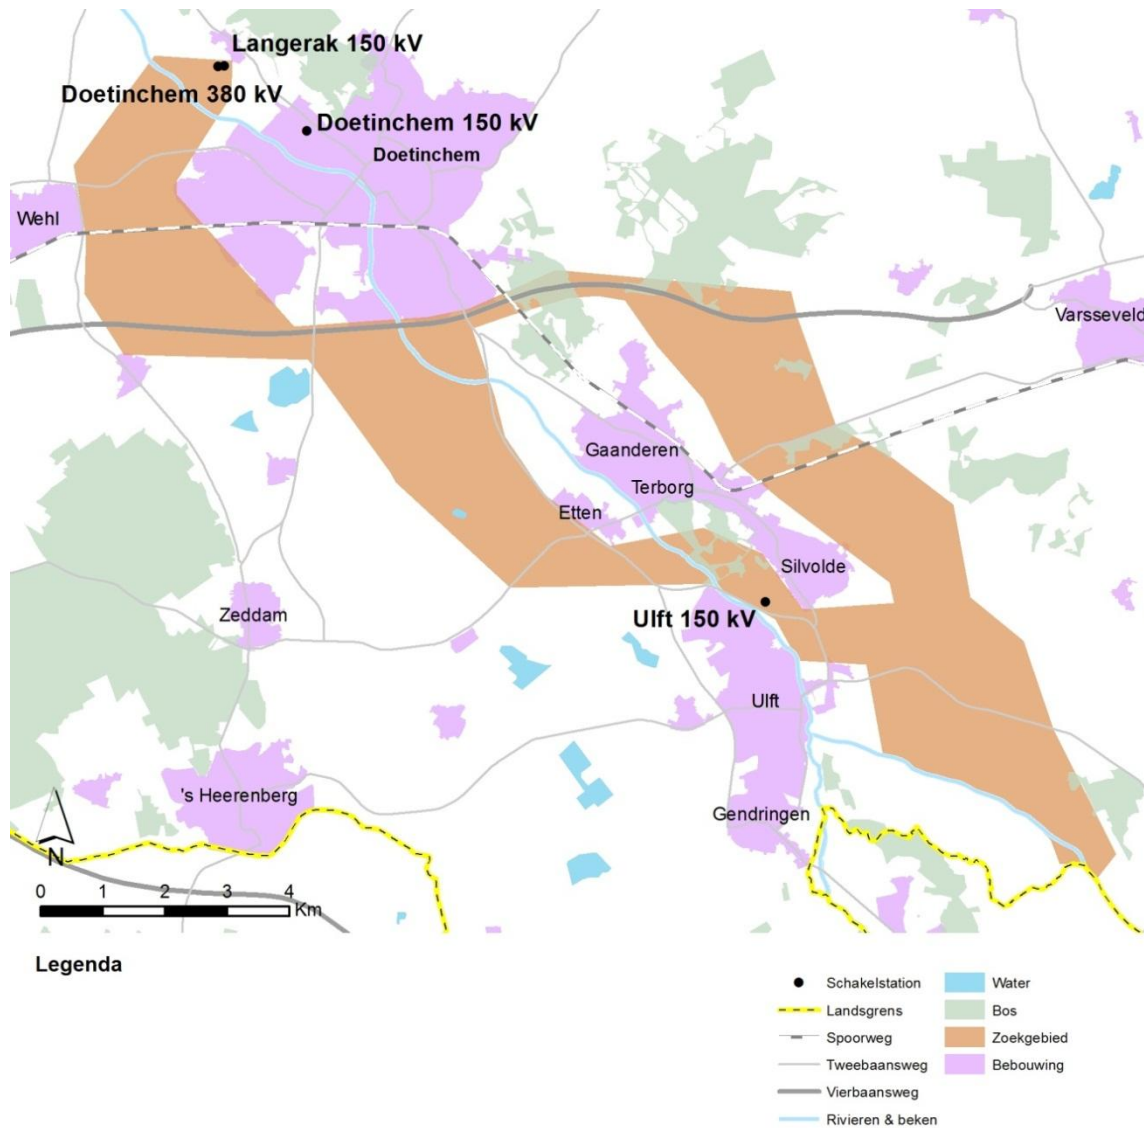 Langerak 150 kV
Doetinchem 380 kV
Doetinchem 150 kV
Doetinchem
Wehl
Varsseveld
Gaanderen
Terborg
Etten
Silvolde
Zeddam
Ulft 150 kV
Ulft
's Heerenberg
Gendringen
N
0 1 2 3 4
Km
Legenda
Schakelstation
Landsgrens
Spoorweg
Tweebaansweg
Vierbaansweg
Rivieren & beken
Water
Bos
Zoekgebied
Bebouwing